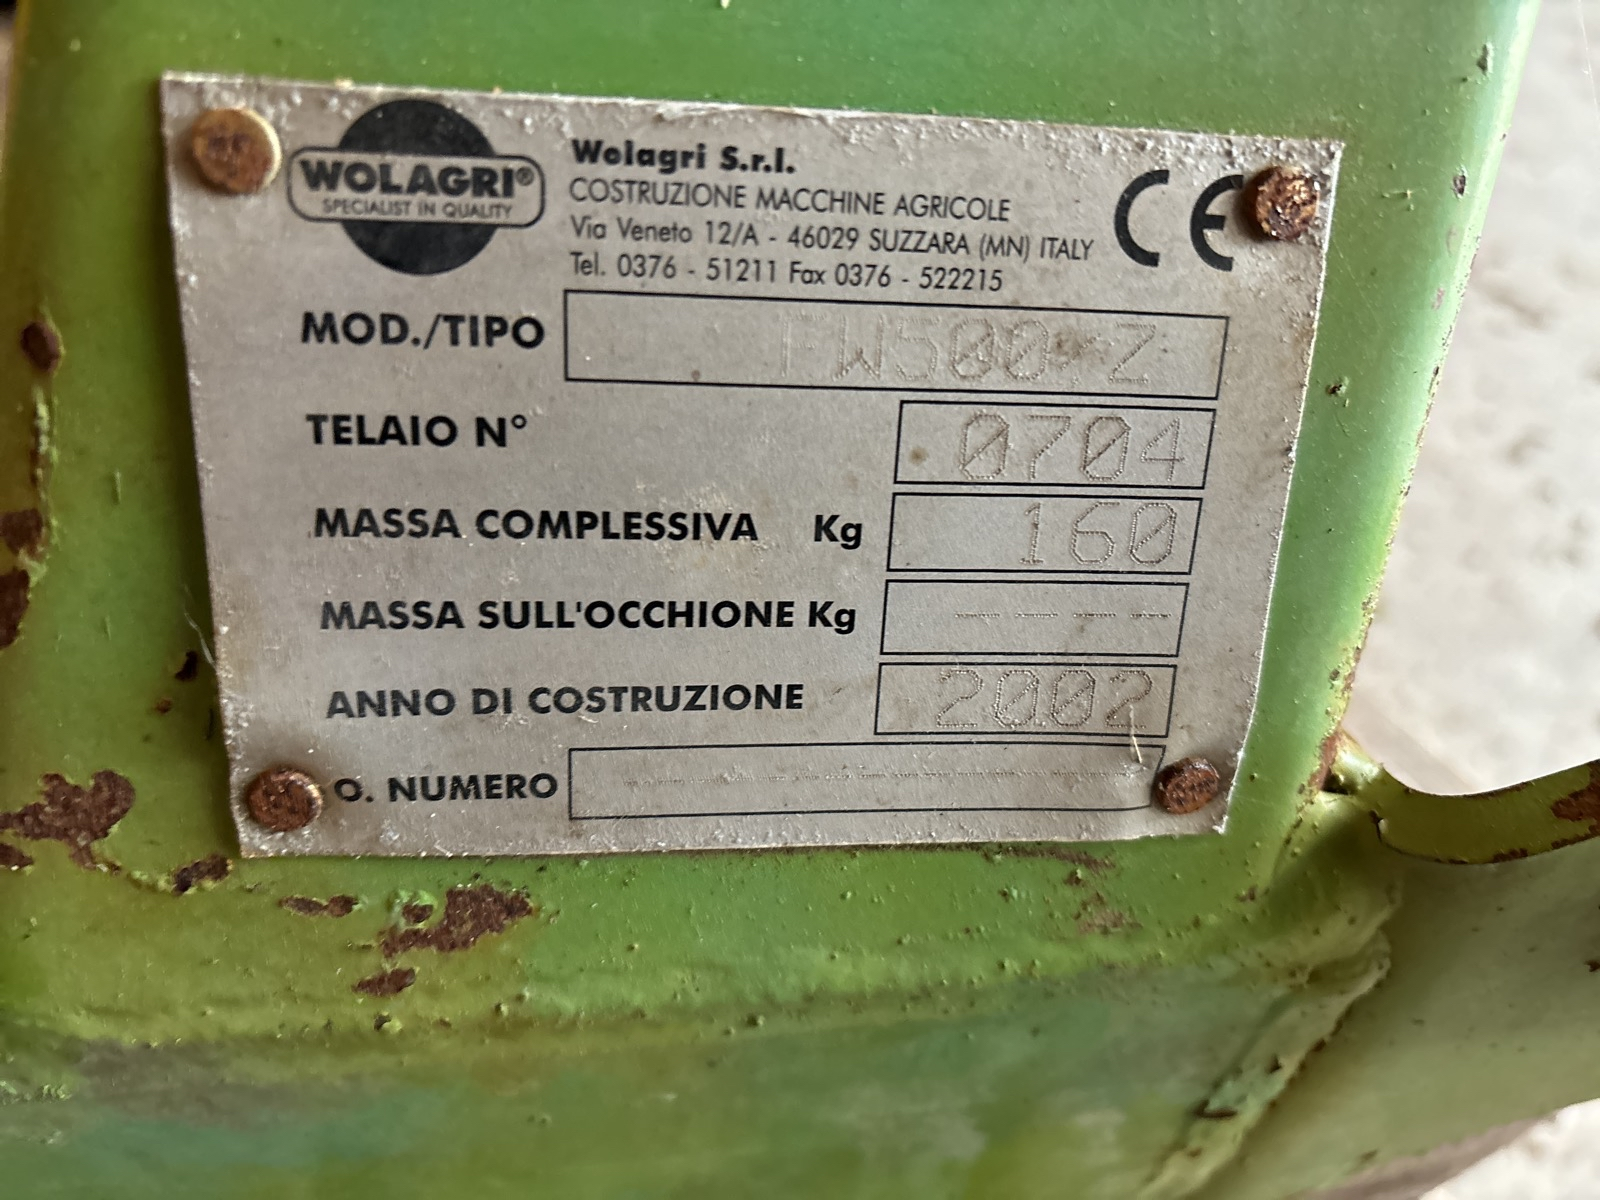 WOLAGRI®
SPECIALIST IN QUALITY
Wolagri S.r.l.
COSTRUZIONE MACCHINE AGRICOLE
Via Veneto 12/A - 46029 SUZZARA (MN) ITALY
Tel. 0376 - 51211 Fax 0376 - 522215
CE
MOD./TIPO
TELAIO N° 0704
MASSA COMPLESSIVA Kg 160
MASSA SULL'OCCHIONE Kg ----
ANNO DI COSTRUZIONE 2002
O. NUMERO